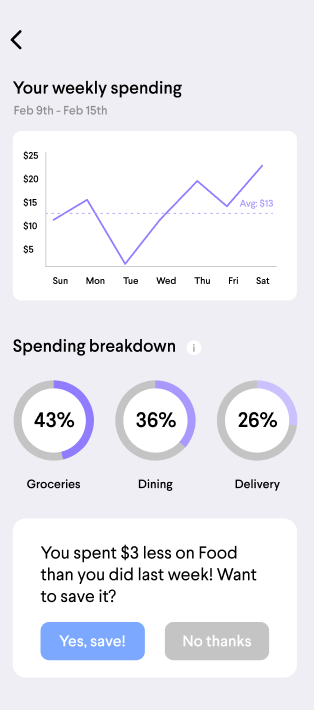 Your weekly spending
Feb 9th - Feb 15th
$25
$20
$15
$10
$5
Avg: $13
Sun Mon Tue Wed Thu Fri Sat
Spending breakdown i
43% 36% 26%
Groceries Dining Delivery
You spent $3 less on Food
than you did last week! Want
to save it?
Yes, save! No thanks